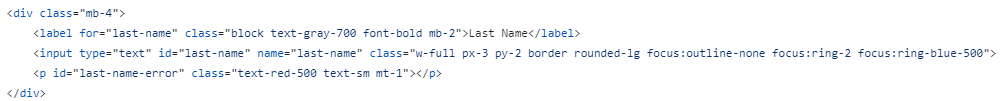 <div class="mb-4">
    <label for="last-name" class="block text-gray-700 font-bold mb-2">Last Name</label>
    <input type="text" id="last-name" name="last-name" class="w-full px-3 py-2 border rounded-lg focus:outline-none focus:ring-2 focus:ring-blue-500">
    <p id="last-name-error" class="text-red-500 text-sm mt-1"></p>
</div>